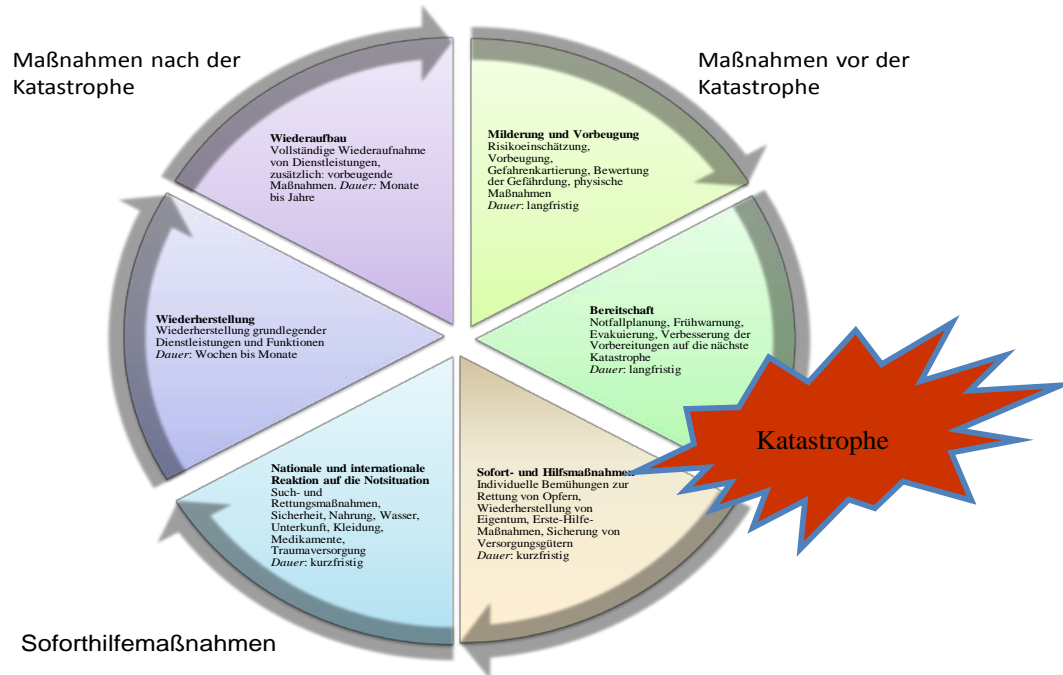 Maßnahmen nach der
Katastrophe
Maßnahmen vor der
Katastrophe
Wiederaufbau
Vollständige Wiederaufnahme
von Dienstleistungen,
zusätzlich: vorbeugende
Maßnahmen. Dauer: Monate
bis Jahre
Milderung und Vorbeugung
Risikoeinschätzung,
Vorbeugung,
Gefahrenkartierung, Bewertung
der Gefährdung, physische
Maßnahmen
Dauer: langfristig
Wiederherstellung
Wiederherstellung grundlegender
Dienstleistungen und Funktionen
Dauer: Wochen bis Monate
Bereitschaft
Notfallplanung, Frühwarnung,
Evakuierung, Verbesserung der
Vorbereitungen auf die nächste
Katastrophe
Dauer: langfristig
Katastrophe
Nationale und internationale
Reaktion auf die Notsituation
Such- und
Rettungsmaßnahmen,
Sicherheit, Nahrung, Wasser,
Unterkunft, Kleidung,
Medikamente,
Traumaversorgung
Dauer: kurzfristig
Sofort- und Hilfsmaßnahmen
Individuelle Bemühungen zur
Rettung von Opfern,
Wiederherstellung von
Eigentum, Erste-Hilfe-
Maßnahmen, Sicherung von
Versorgungsgütern
Dauer: kurzfristig
Soforthilfemaßnahmen